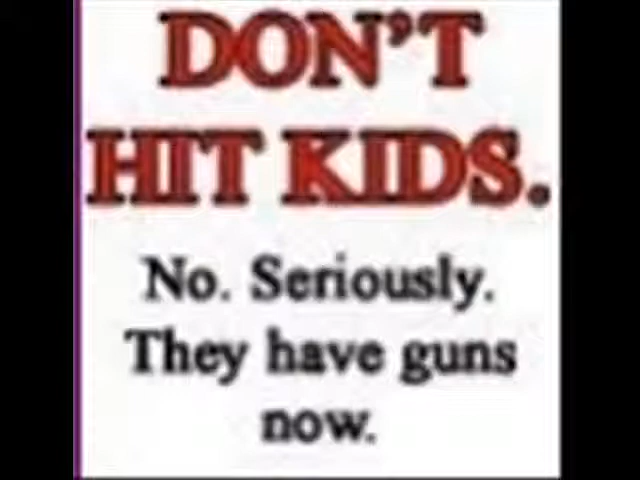 DON'T
HIT KIDS.
No. Seriously.
They have guns
now.